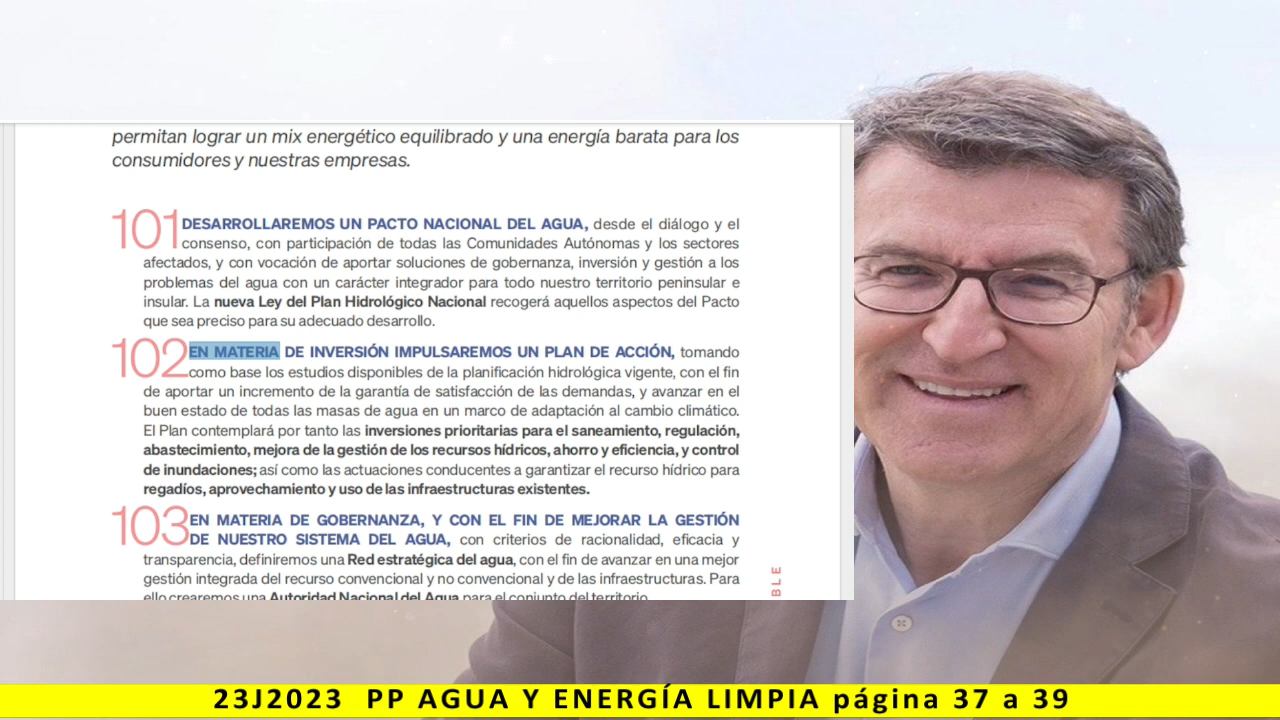 permitan lograr un mix energético equilibrado y una energía barata para los
consumidores y nuestras empresas.
101 DESARROLLAREMOS UN PACTO NACIONAL DEL AGUA, desde el diálogo y el
consenso, con participación de todas las Comunidades Autónomas y los sectores
afectados, y con vocación de aportar soluciones de gobernanza, inversión y gestión a los
problemas del agua con un carácter integrador para todo nuestro territorio peninsular e
insular. La nueva Ley del Plan Hidrológico Nacional recogerá aquellos aspectos del Pacto
que sea preciso para su adecuado desarrollo.
102 EN MATERIA DE INVERSIÓN IMPULSAREMOS UN PLAN DE ACCIÓN, tomando
como base los estudios disponibles de la planificación hidrológica vigente, con el fin
de aportar un incremento de la garantía de satisfacción de las demandas, y avanzar en el
buen estado de todas las masas de agua en un marco de adaptación al cambio climático.
El Plan contemplará por tanto las inversiones prioritarias para el saneamiento, regulación,
abastecimiento, mejora de la gestión de los recursos hídricos, ahorro y eficiencia, y control
de inundaciones; así como las actuaciones conducentes a garantizar el recurso hídrico para
regadíos, aprovechamiento y uso de las infraestructuras existentes.
103 EN MATERIA DE GOBERNANZA, Y CON EL FIN DE MEJORAR LA GESTIÓN
DE NUESTRO SISTEMA DEL AGUA, con criterios de racionalidad, eficacia y
transparencia, definiremos una Red estratégica del agua, con el fin de avanzar en una mejor
gestión integrada del recurso convencional y no convencional y de las infraestructuras. Para
ello crearemos una Autoridad Nacional del Agua para el conjunto del territorio.
BLE
23J2023 PP AGUA Y ENERGÍA LIMPIA página 37 a 39